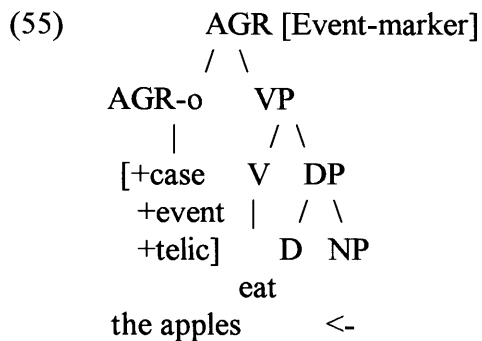 (55) AGR [Event-marker]
/ \
AGR-o VP
| / \
[+case V DP
+event | / \
+telic] D NP
eat
the apples <-